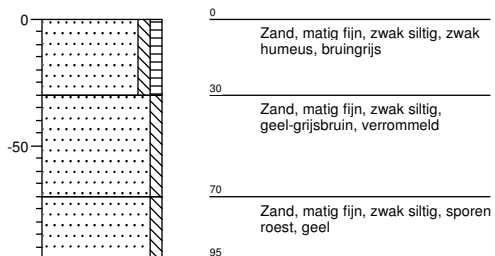 0
0
Zand, matig fijn, zwak siltig, zwak
humeus, bruingrijs
30
Zand, matig fijn, zwak siltig,
geel-grijsbruin, verrommeld
-50
70
Zand, matig fijn, zwak siltig, sporen
roest, geel
95